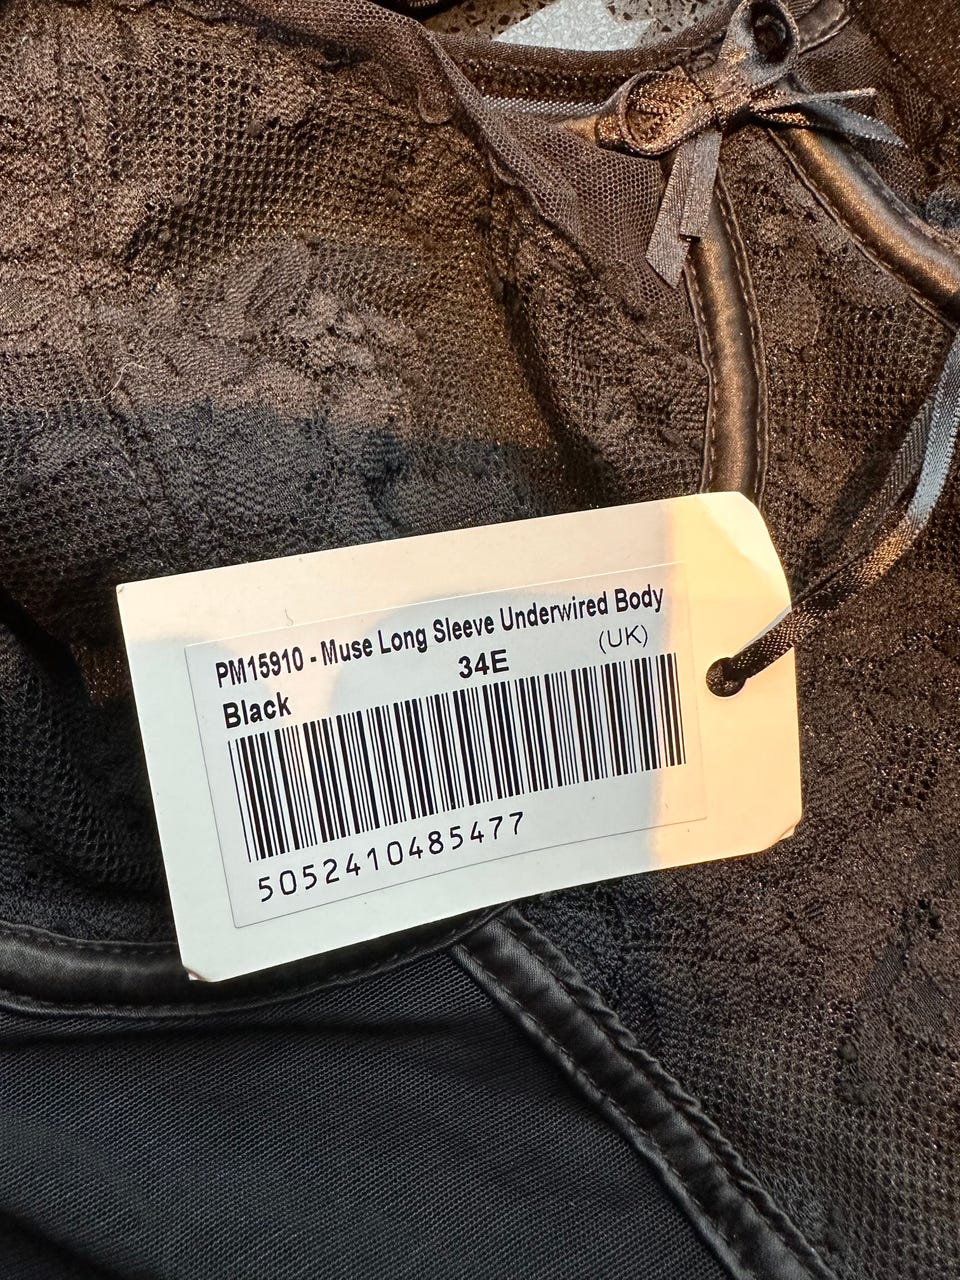 PM15910 - Muse Long Sleeve Underwired Body
Black 34E (UK)
5052410485477